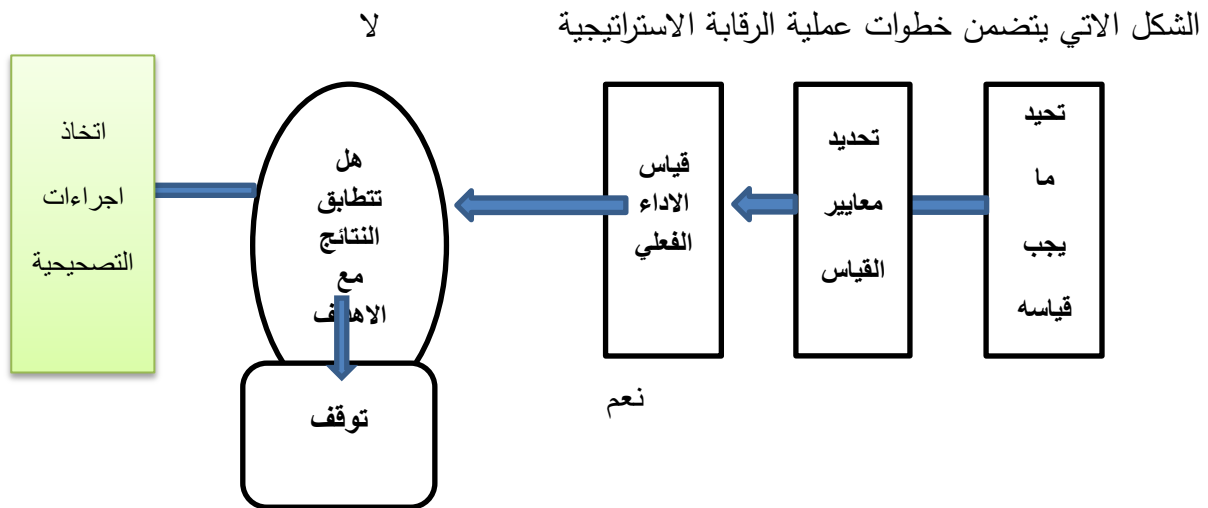 الشكل الاتي يتضمن خطوات عملية الرقابة الاستراتيجية
لا
تحيد
ما
يجب
قياسه
تحديد
معايير
القياس
قياس
الاداء
الفعلي
هل
تتطابق
النتائج
مع
الاهداف
اتخاذ
اجراءات
التصحيحية
نعم
توقف